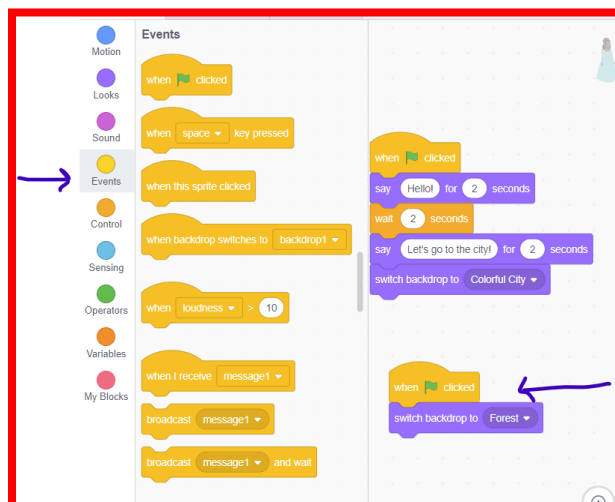 Motion
Looks
Sound
Events
Control
Sensing
Operators
Variables
My Blocks
Events
when clicked
when space key pressed
when this sprite clicked
when backdrop switches to backdrop1
when loudness > 10
when I receive message1
broadcast message1
broadcast message1 and wait
when clicked
say Hello! for 2 seconds
wait 2 seconds
say Let's go to the city! for 2 seconds
switch backdrop to Colorful City
when clicked
switch backdrop to Forest